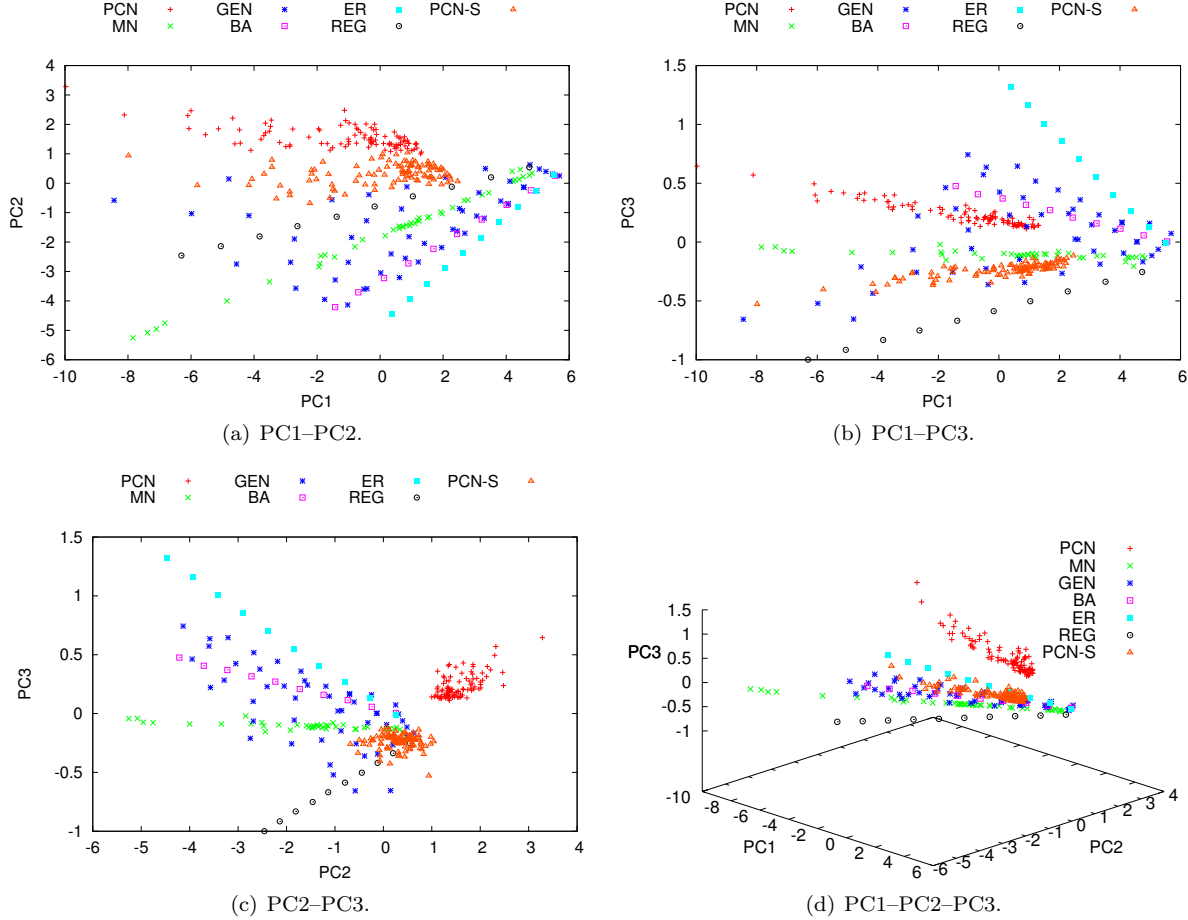 PCN GEN ER PCN-S
MN BA REG
4
3
2
1
0
-1
-2
-3
-4
-5
-6
PC2
-10 -8 -6 -4 -2 0 2 4 6
PC1
(a) PC1–PC2.
PCN GEN ER PCN-S
MN BA REG
1.5
1
0.5
0
-0.5
-1
PC3
-10 -8 -6 -4 -2 0 2 4 6
PC1
(b) PC1–PC3.
PCN GEN ER PCN-S
MN BA REG
1.5
1
0.5
0
-0.5
-1
PC3
-6 -5 -4 -3 -2 -1 0 1 2 3 4
PC2
(c) PC2–PC3.
PCN
MN
GEN
BA
ER
REG
PCN-S
1.5
1
0.5
0
-0.5
-1
PC3
-10 -8 -6 -4 -2 0 2 4 6
PC1
-6 -5 -4 -3 -2 -1 0 1 2 3 4
PC2
(d) PC1–PC2–PC3.